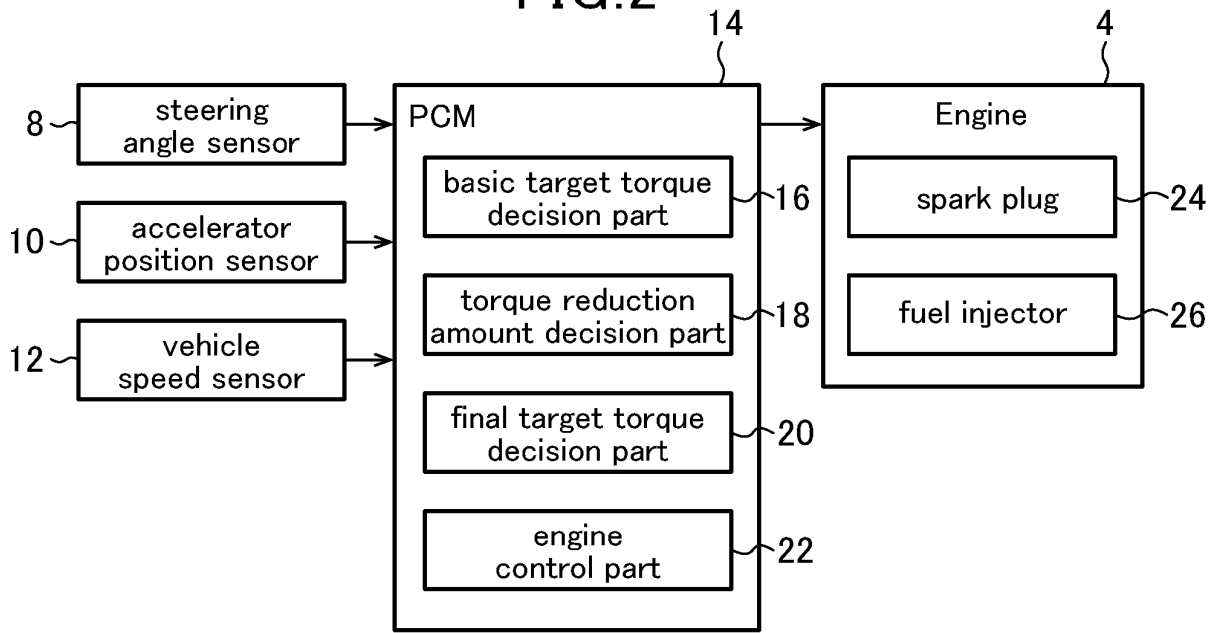 FIG.2
14
4
8
steering
angle sensor
PCM
Engine
basic target torque
decision part
16
spark plug
24
10
accelerator
position sensor
torque reduction
amount decision part
18
fuel injector
26
12
vehicle
speed sensor
final target torque
decision part
20
engine
control part
22